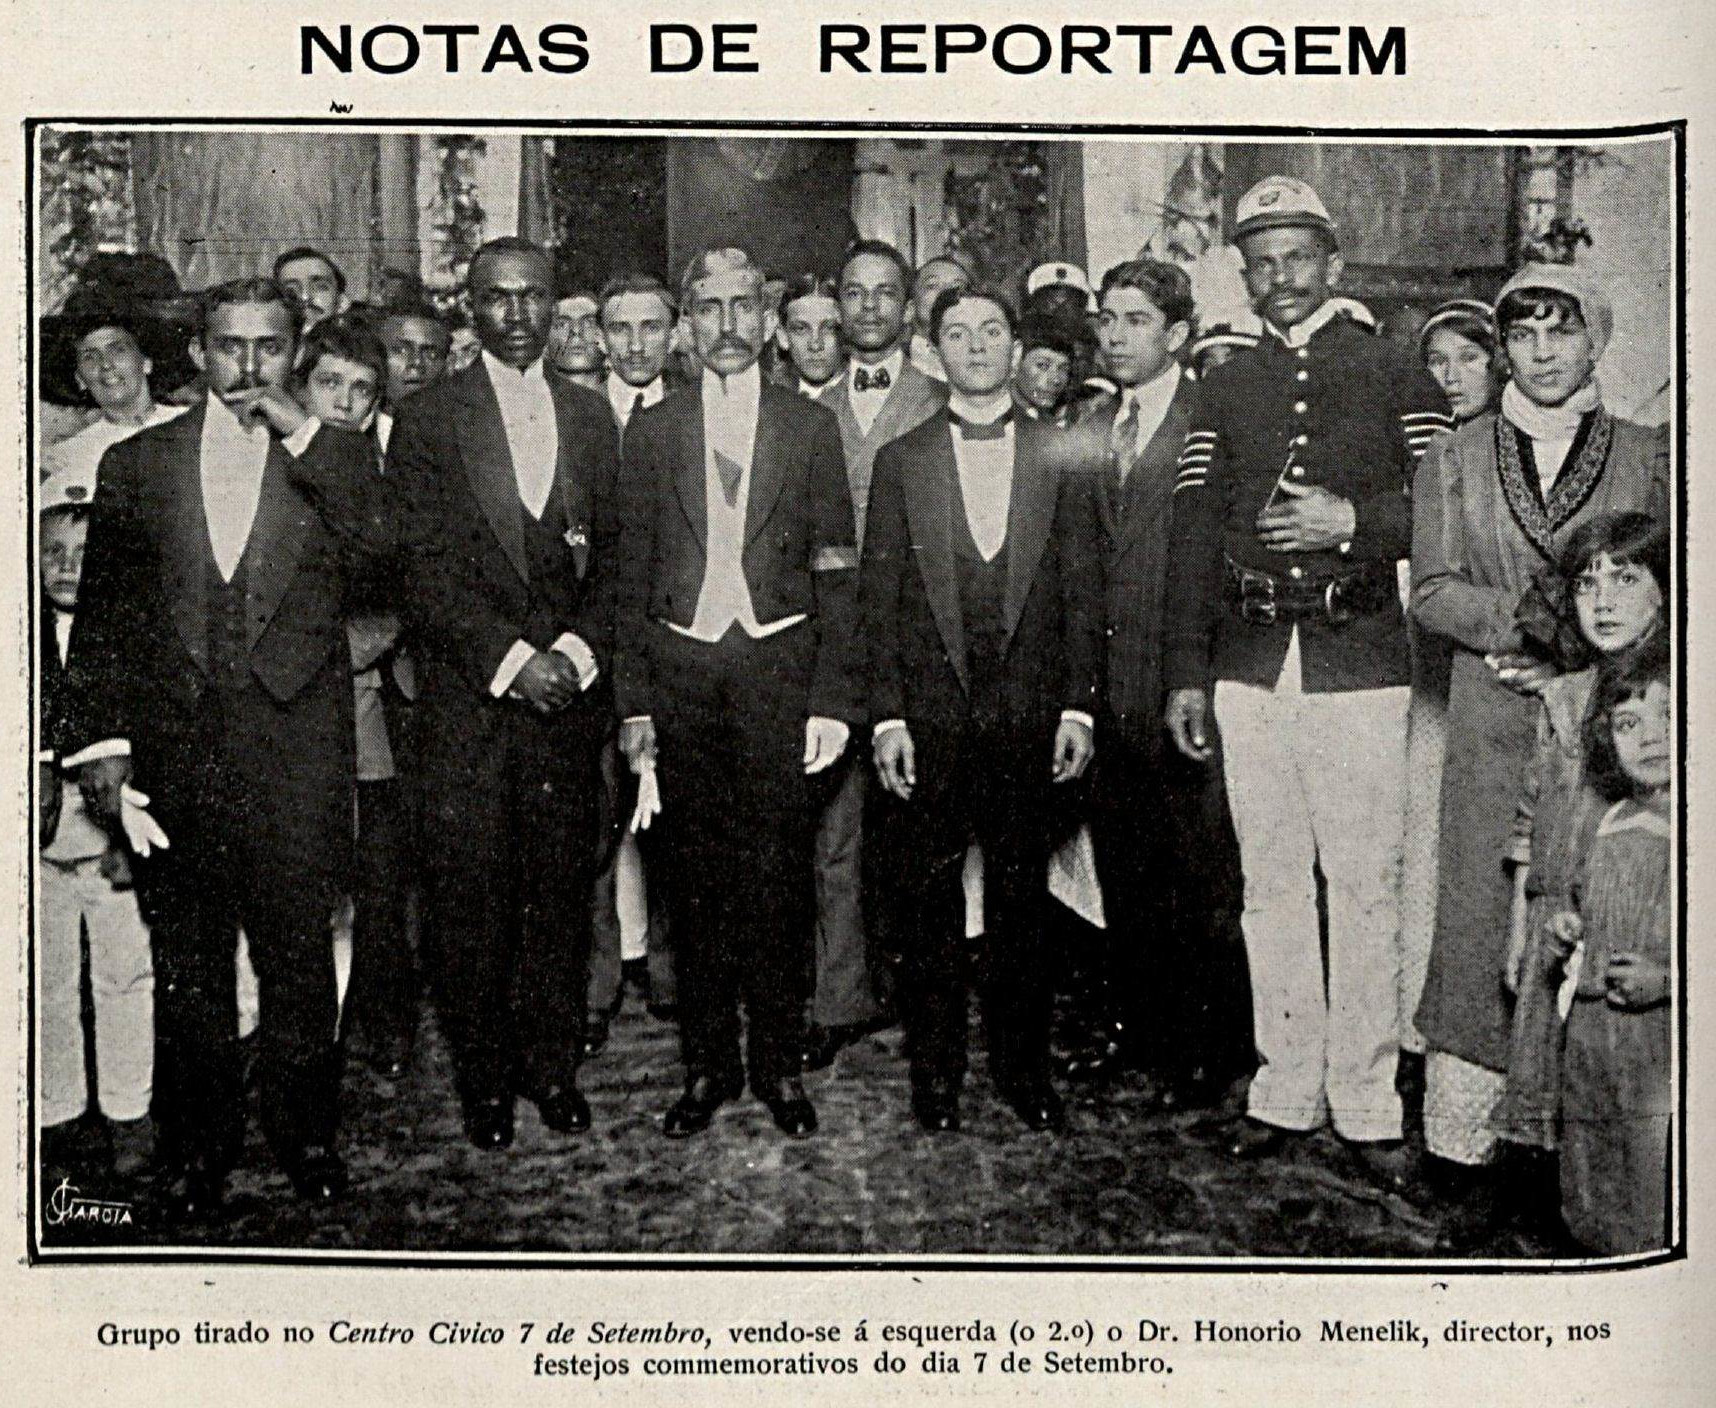 NOTAS DE REPORTAGEM
GARCIA
Grupo tirado no Centro Civico 7 de Setembro, vendo-se á esquerda (o 2.o) o Dr. Honorio Menelik, director, nos
festejos commemorativos do dia 7 de Setembro.